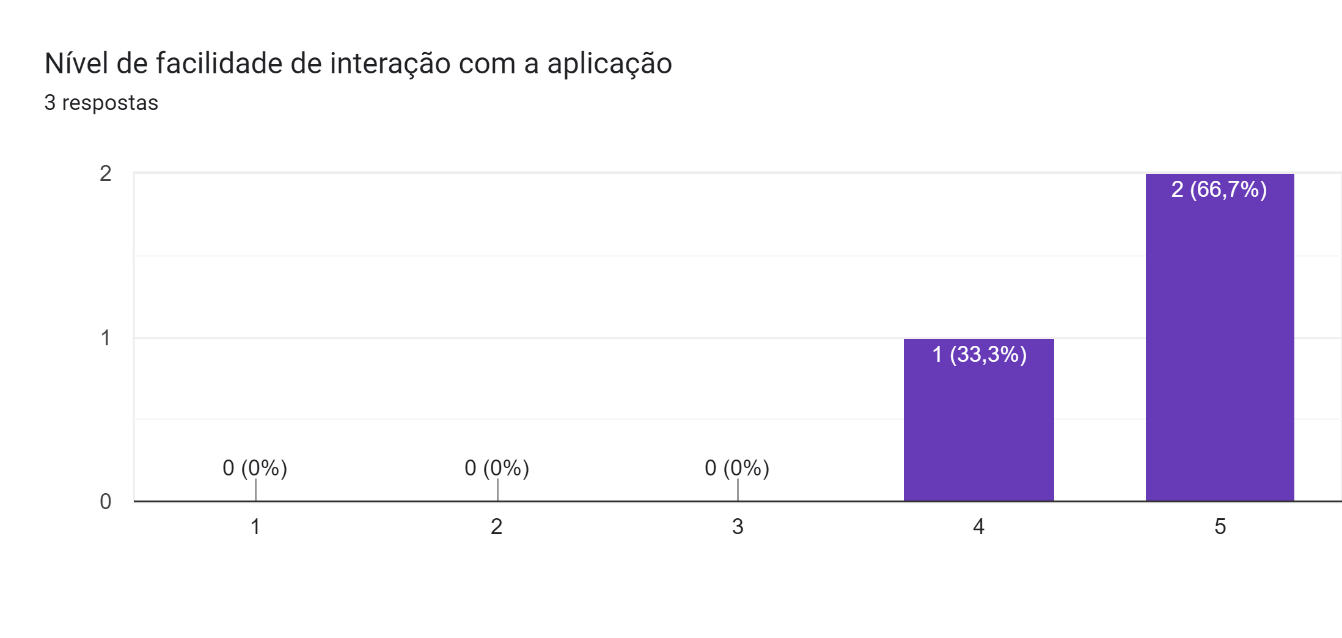 Nível de facilidade de interação com a aplicação
3 respostas
2
2 (66,7%)
1
1 (33,3%)
0 (0%) 0 (0%) 0 (0%)
0
1 2 3 4 5